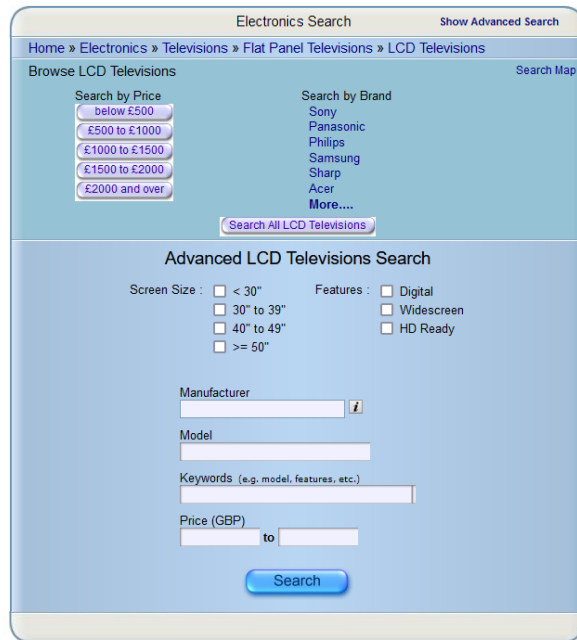 Electronics Search
Show Advanced Search
Home » Electronics » Televisions » Flat Panel Televisions » LCD Televisions
Browse LCD Televisions
Search Map
Search by Price
below £500
£500 to £1000
£1000 to £1500
£1500 to £2000
£2000 and over
Search by Brand
Sony
Panasonic
Philips
Samsung
Sharp
Acer
More....
Search All LCD Televisions
Advanced LCD Televisions Search
Screen Size :
< 30"
30" to 39"
40" to 49"
>= 50"
Features :
Digital
Widescreen
HD Ready
Manufacturer
i
Model
Keywords (e.g. model, features, etc.)
Price (GBP)
to
Search